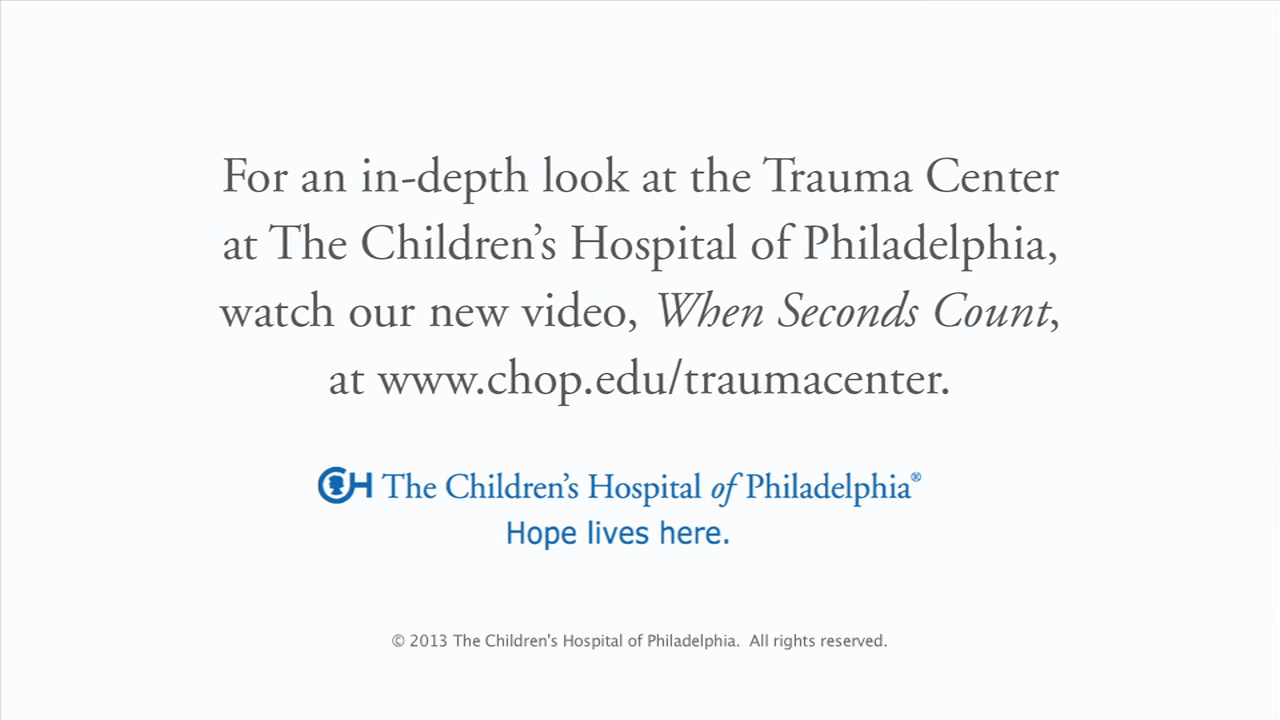 For an in-depth look at the Trauma Center
at The Children’s Hospital of Philadelphia,
watch our new video, When Seconds Count,
at www.chop.edu/traumacenter.
CH The Children’s Hospital of Philadelphia®
Hope lives here.
© 2013 The Children's Hospital of Philadelphia.  All rights reserved.